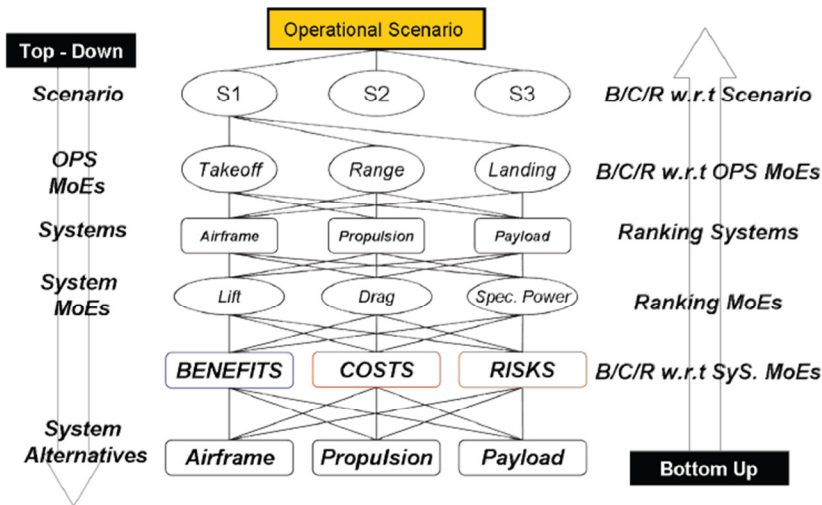 Operational Scenario
Top - Down
Scenario
S1
S2
S3
B/C/R w.r.t Scenario
OPS
MoEs
Takeoff
Range
Landing
B/C/R w.r.t OPS MoEs
Systems
Airframe
Propulsion
Payload
Ranking Systems
System
MoEs
Lift
Drag
Spec. Power
Ranking MoEs
BENEFITS
COSTS
RISKS
B/C/R w.r.t SyS. MoEs
System
Alternatives
Airframe
Propulsion
Payload
Bottom Up